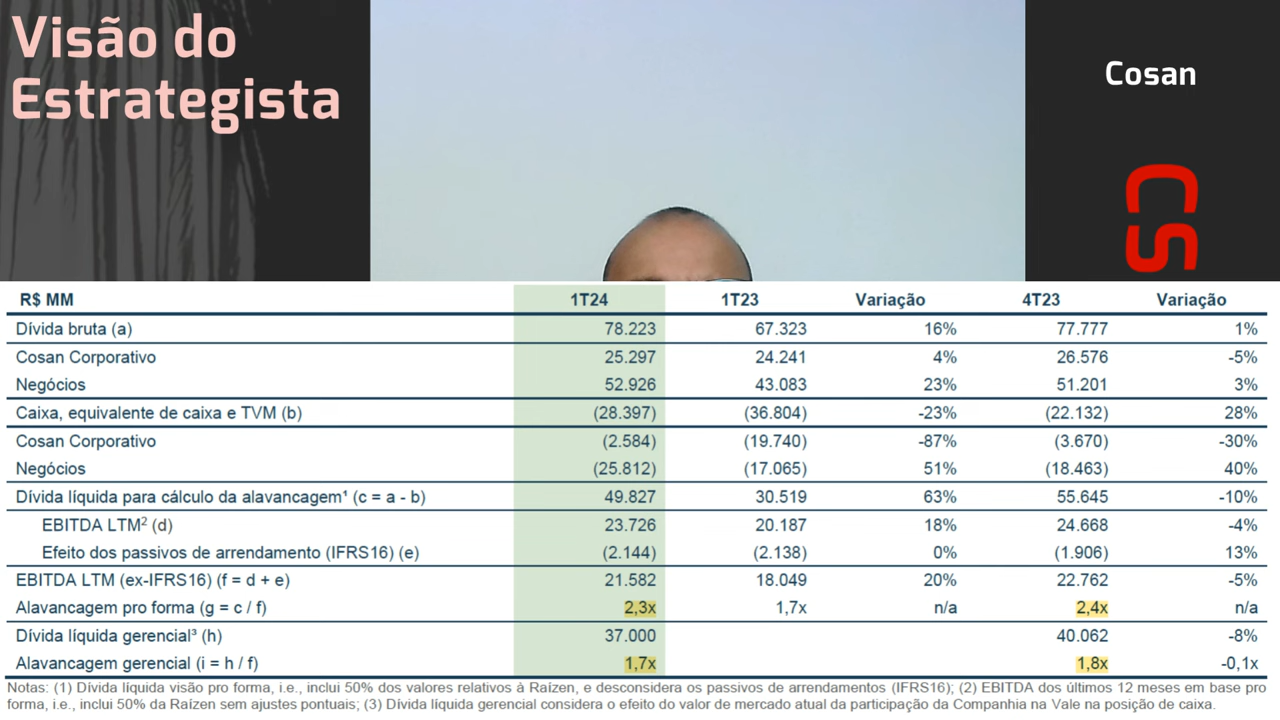 Visão do
Estrategista
Cosan
CS
R$ MM 1T24 1T23 Variação 4T23 Variação
Dívida bruta (a) 78.223 67.323 16% 77.777 1%
Cosan Corporativo 25.297 24.241 4% 26.576 -5%
Negócios 52.926 43.083 23% 51.201 3%
Caixa, equivalente de caixa e TVM (b) (28.397) (36.804) -23% (22.132) 28%
Cosan Corporativo (2.584) (19.740) -87% (3.670) -30%
Negócios (25.812) (17.065) 51% (18.463) 40%
Dívida líquida para cálculo da alavancagem¹ (c = a - b) 49.827 30.519 63% 55.645 -10%
EBITDA LTM² (d) 23.726 20.187 18% 24.668 -4%
Efeito dos passivos de arrendamento (IFRS16) (e) (2.144) (2.138) 0% (1.906) 13%
EBITDA LTM (ex-IFRS16) (f = d + e) 21.582 18.049 20% 22.762 -5%
Alavancagem pro forma (g = c / f) 2,3x 1,7x n/a 2,4x n/a
Dívida líquida gerencial³ (h) 37.000 40.062 -8%
Alavancagem gerencial (i = h / f) 1,7x 1,8x -0,1x
Notas: (1) Dívida líquida visão pro forma, i.e., inclui 50% dos valores relativos à Raízen, e desconsidera os passivos de arrendamentos (IFRS16); (2) EBITDA dos últimos 12 meses em base pro
forma, i.e., inclui 50% da Raízen sem ajustes pontuais; (3) Dívida líquida gerencial considera o efeito do valor de mercado atual da participação da Companhia na Vale na posição de caixa.